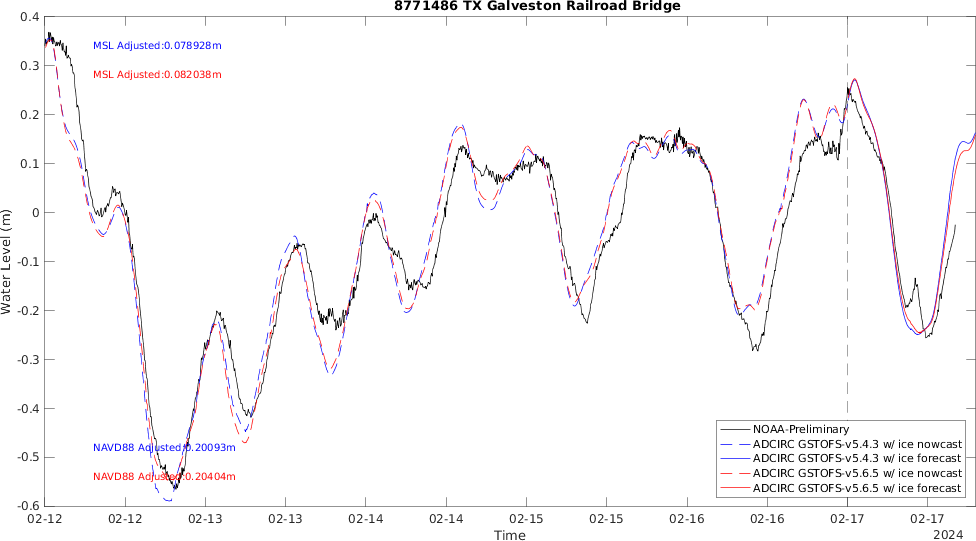 8771486 TX Galveston Railroad Bridge
0.4
0.3
0.2
0.1
0
-0.1
-0.2
-0.3
-0.4
-0.5
-0.6
Water Level (m)
MSL Adjusted:0.078928m
MSL Adjusted:0.082038m
NAVD88 Adjusted:0.20093m
NAVD88 Adjusted:0.20404m
NOAA-Preliminary
ADCIRC GSTOFS-v5.4.3 w/ ice nowcast
ADCIRC GSTOFS-v5.4.3 w/ ice forecast
ADCIRC GSTOFS-v5.6.5 w/ ice nowcast
ADCIRC GSTOFS-v5.6.5 w/ ice forecast
02-12 02-12 02-13 02-13 02-14 02-14 02-15 02-15 02-16 02-16 02-17 02-17
2024
Time